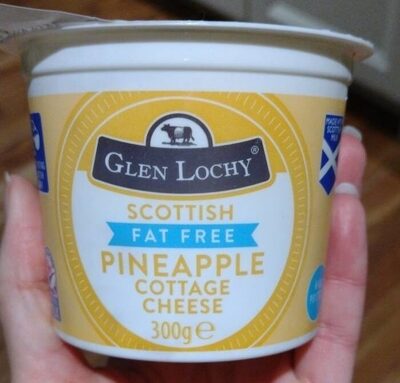 GLEN LOCHY®
SCOTTISH
FAT FREE
PINEAPPLE
COTTAGE
CHEESE
300g e